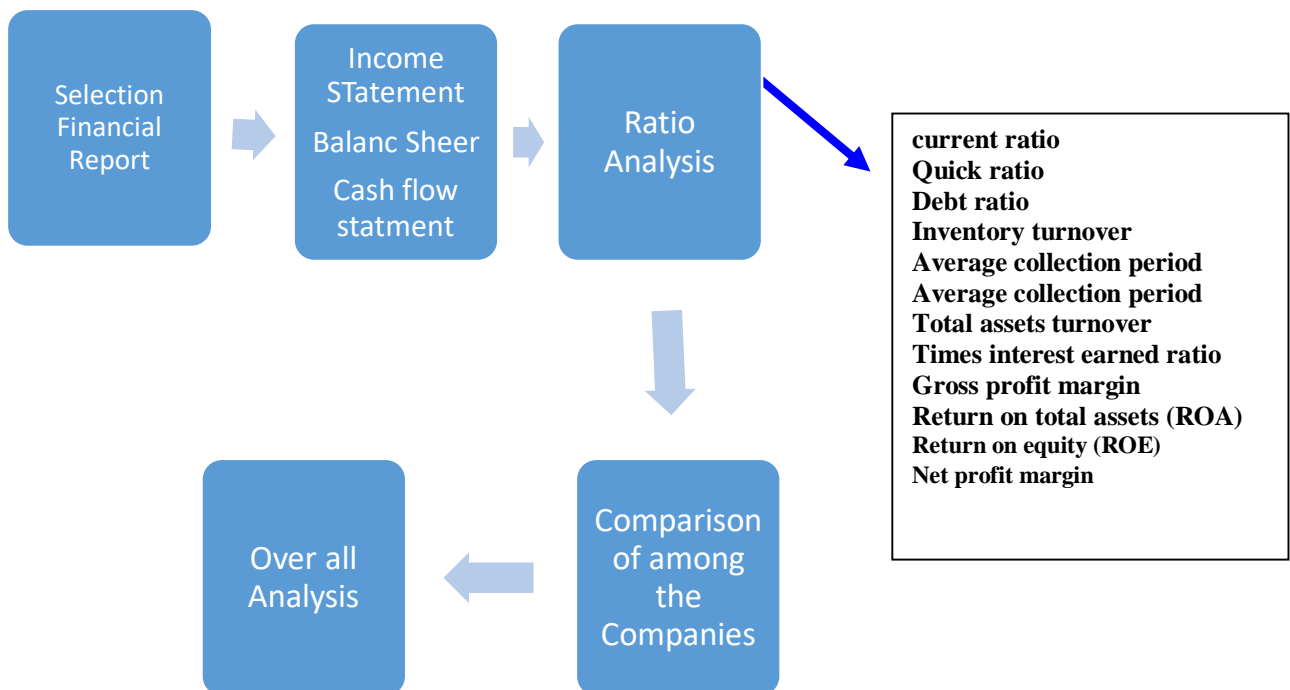 Selection
Financial
Report
Income
STatement
Balanc Sheer
Cash flow
statment
Ratio
Analysis
current ratio
Quick ratio
Debt ratio
Inventory turnover
Average collection period
Average collection period
Total assets turnover
Times interest earned ratio
Gross profit margin
Return on total assets (ROA)
Return on equity (ROE)
Net profit margin
Comparison
of among
the
Companies
Over all
Analysis